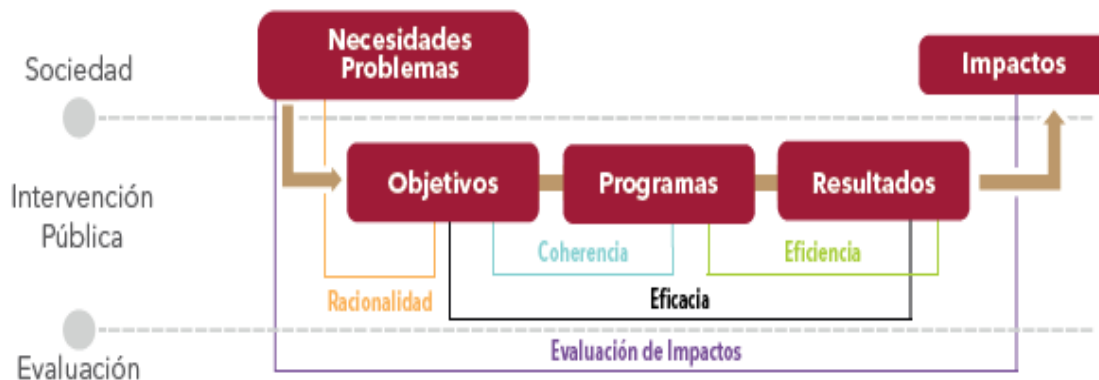 Necesidades
Problemas
Impactos
Sociedad
Objetivos
Programas
Resultados
Intervención
Pública
Coherencia
Eficiencia
Racionalidad
Eficacia
Evaluación de Impactos
Evaluación